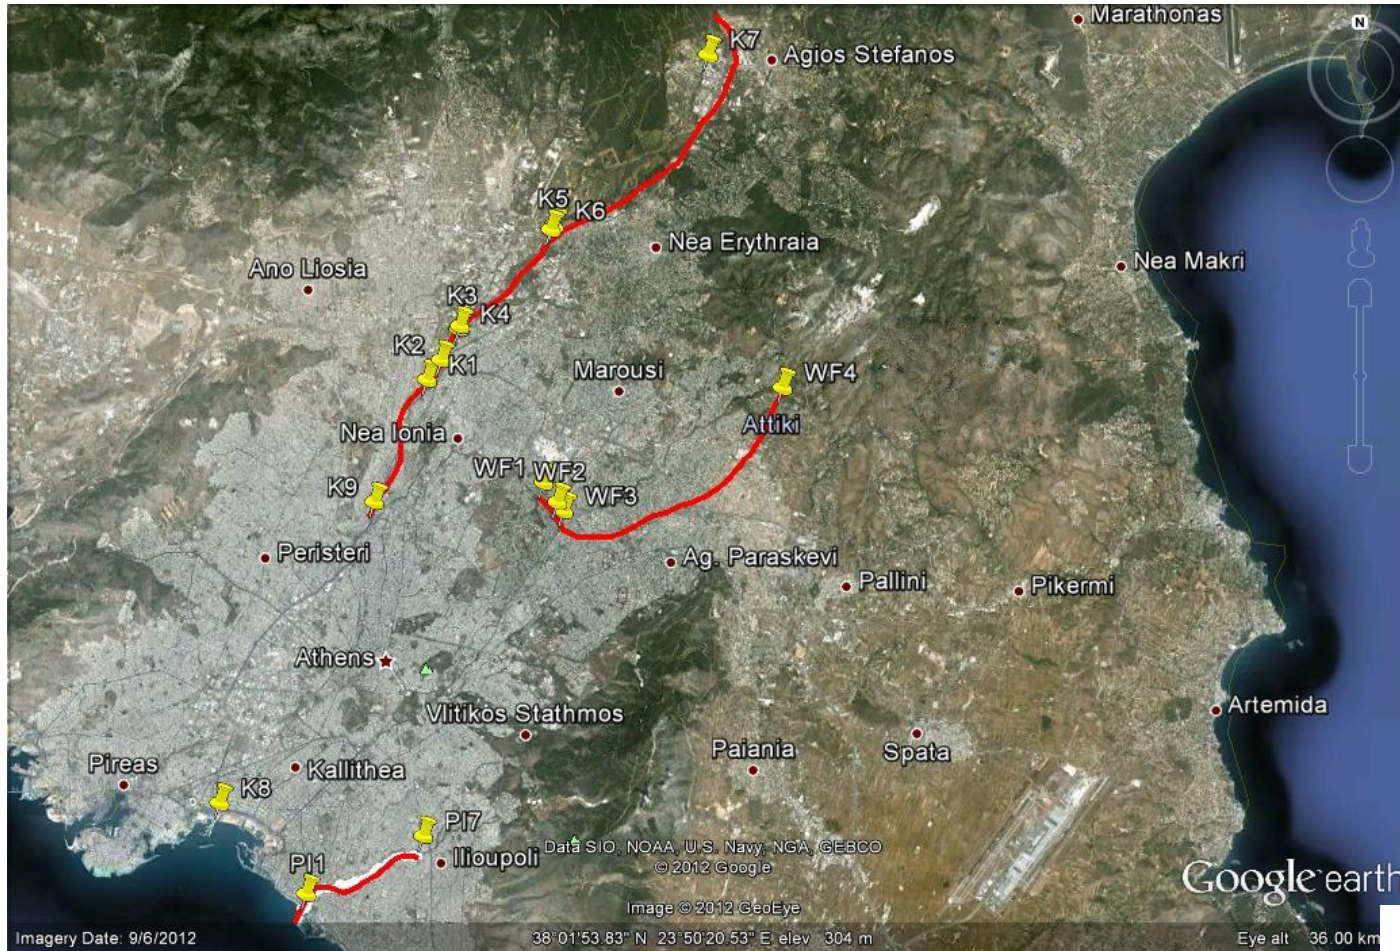 Marathonas
N
K7
Agios Stefanos
K5
K6
Nea Erythraia
Nea Makri
Ano Liosia
K3
K4
K2
K1
Marousi
WF4
Attiki
Nea Ionia
WF1
WF2
WF3
K9
Peristeri
Ag. Paraskevi
Pallini
Pikermi
Athens
Vlitikos Stathmos
Artemida
Paiania
Spata
Pireas
Kallithea
K8
PI7
Ilioupoli
PI1
Data SIO, NOAA, U.S. Navy, NGA, GEBCO
© 2012 Google
Image © 2012 GeoEye
Google earth
Imagery Date: 9/6/2012
38°01'53.83" N 23°50'20.53" E elev 304 m
Eye alt 36.00 km